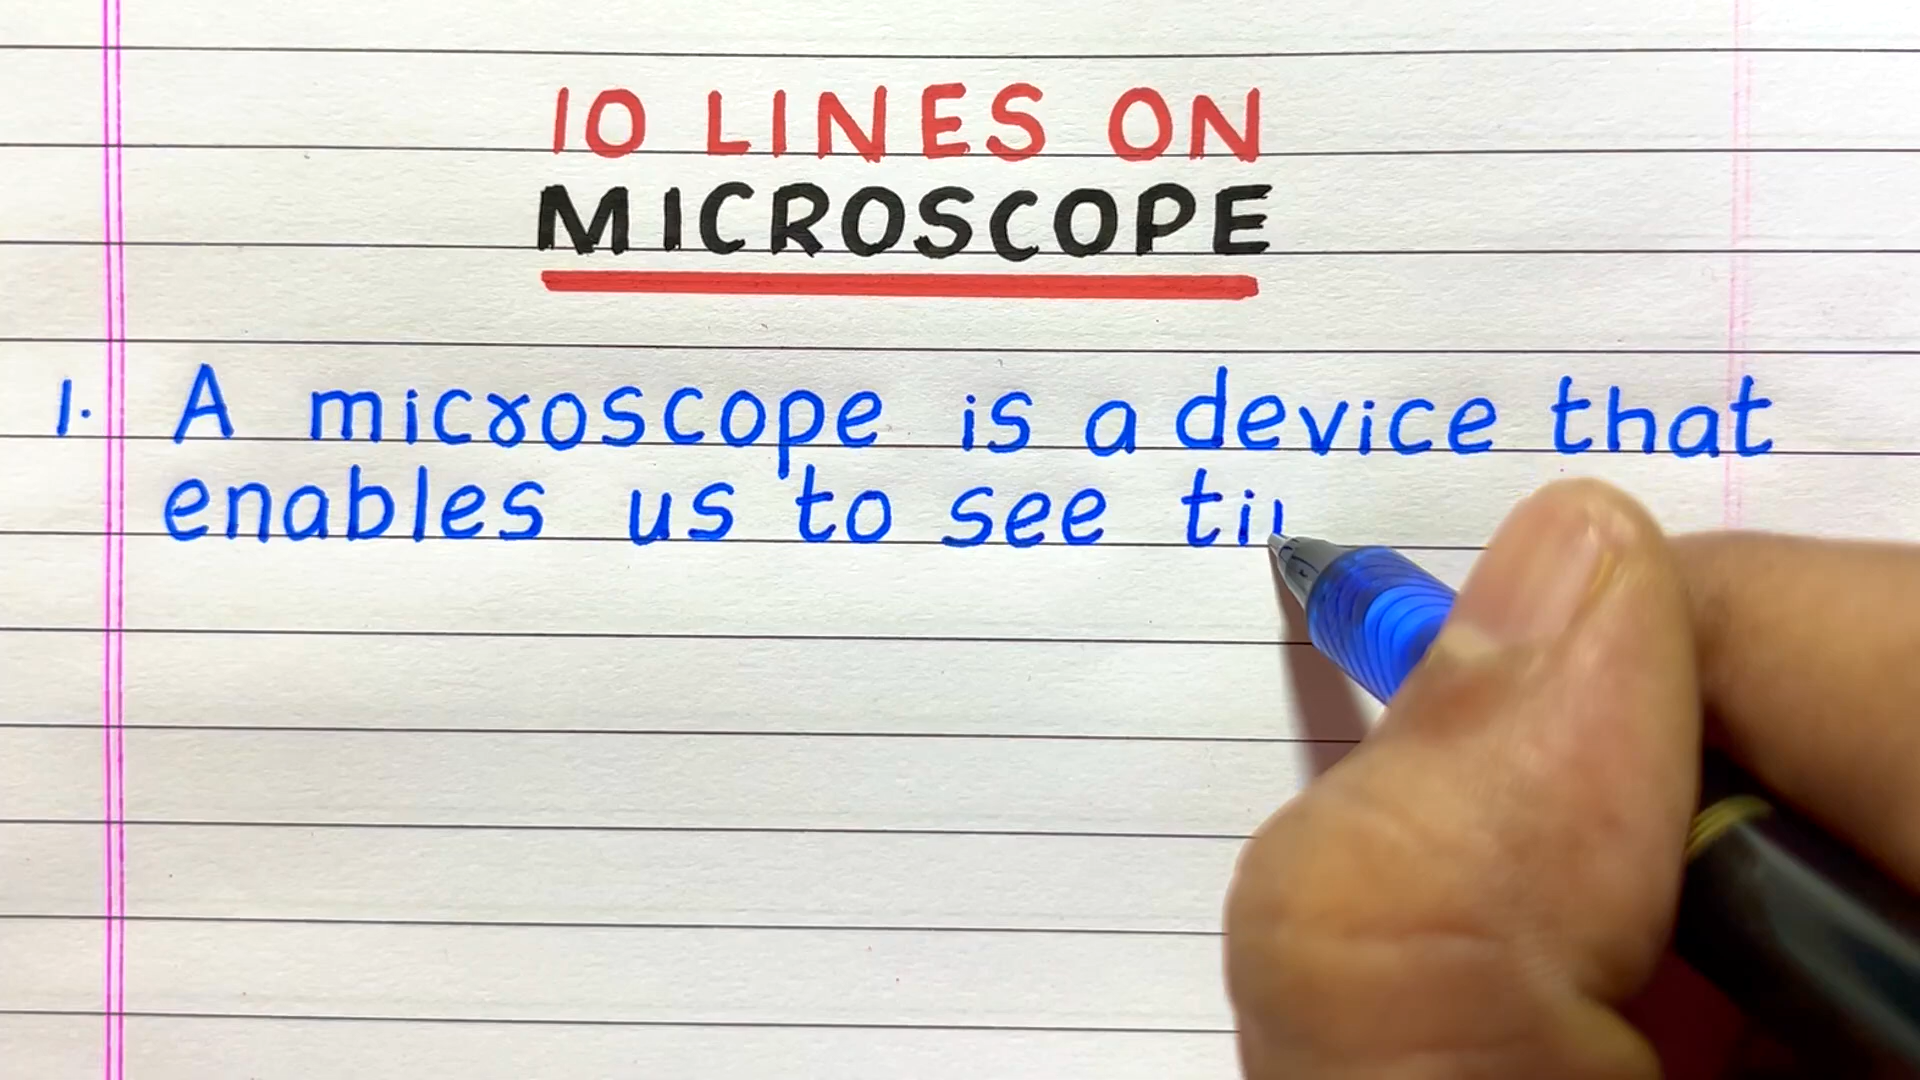 10 LINES ON
MICROSCOPE
1. A microscope is a device that
enables us to see